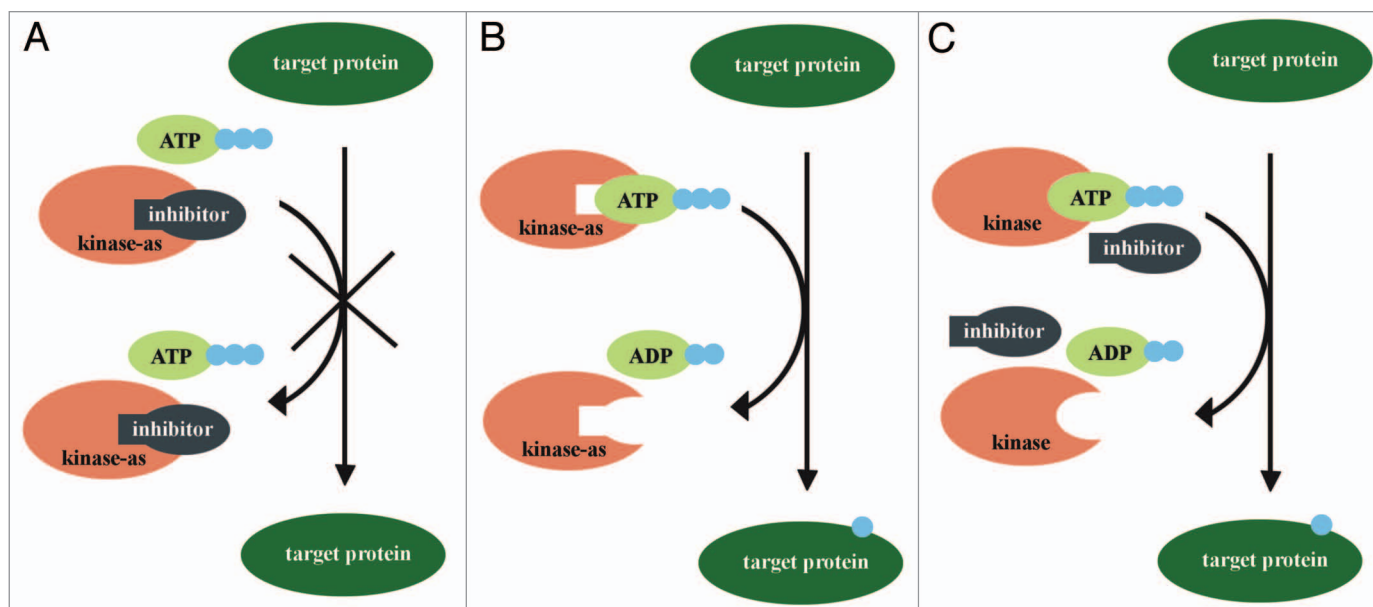 A
target protein
ATP
inhibitor
kinase-as
ATP
inhibitor
kinase-as
target protein
B
target protein
ATP
kinase-as
ADP
kinase-as
target protein
C
target protein
ATP
kinase
inhibitor
inhibitor
ADP
kinase
target protein